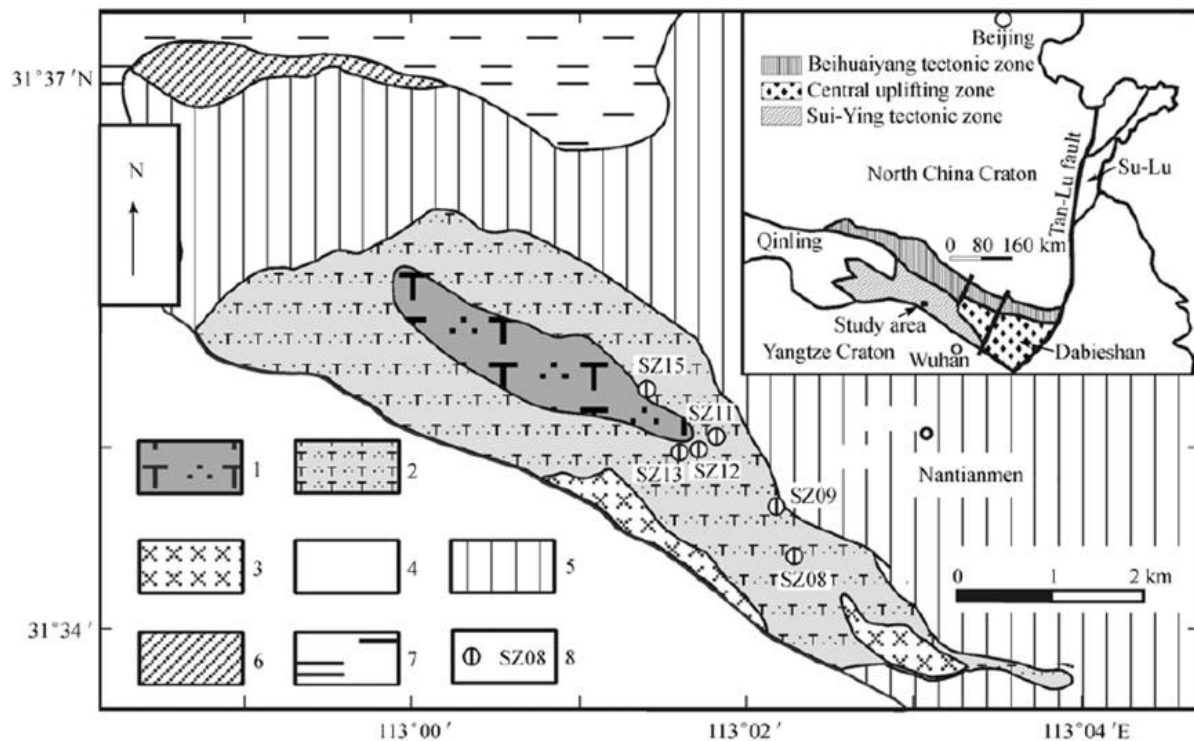 31°37 ′N
N
Beijing
Beihuaiyang tectonic zone
Central uplifting zone
Sui-Ying tectonic zone
North China Craton
Tan-Lu fault
Su-Lu
Qinling
0 80 160 km
Study area
Yangtze Craton
Wuhan
Dabieshan
SZ15
SZ11
SZ13
SZ12
SZ09
SZ08
Nantianmen
1
2
3
4
5
6
7
SZ08
8
0 1 2 km
31°34 ′
113°00 ′
113°02 ′
113°04 ′E